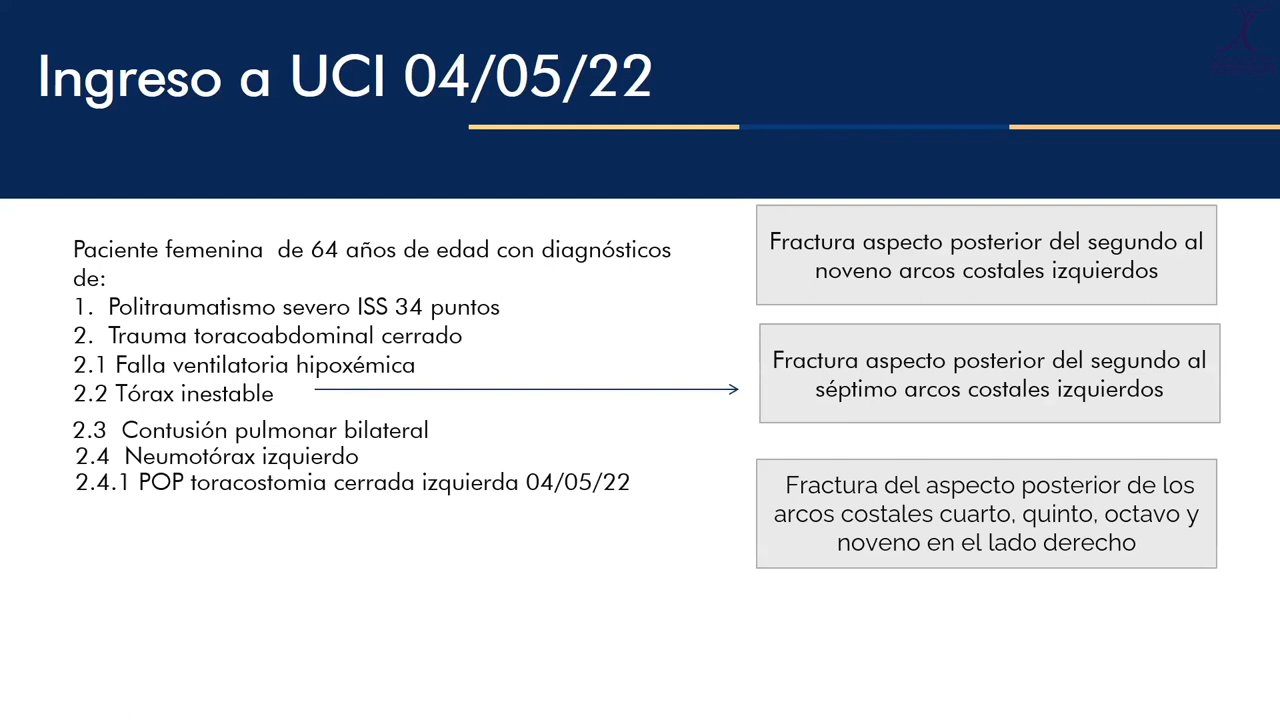 Ingreso a UCI 04/05/22
Paciente femenina de 64 años de edad con diagnósticos
de:
1. Politraumatismo severo ISS 34 puntos
2. Trauma toracoabdominal cerrado
2.1 Falla ventilatoria hipoxémica
2.2 Tórax inestable
2.3 Contusión pulmonar bilateral
2.4 Neumotórax izquierdo
2.4.1 POP toracostomia cerrada izquierda 04/05/22
Fractura aspecto posterior del segundo al
noveno arcos costales izquierdos
Fractura aspecto posterior del segundo al
séptimo arcos costales izquierdos
Fractura del aspecto posterior de los
arcos costales cuarto, quinto, octavo y
noveno en el lado derecho